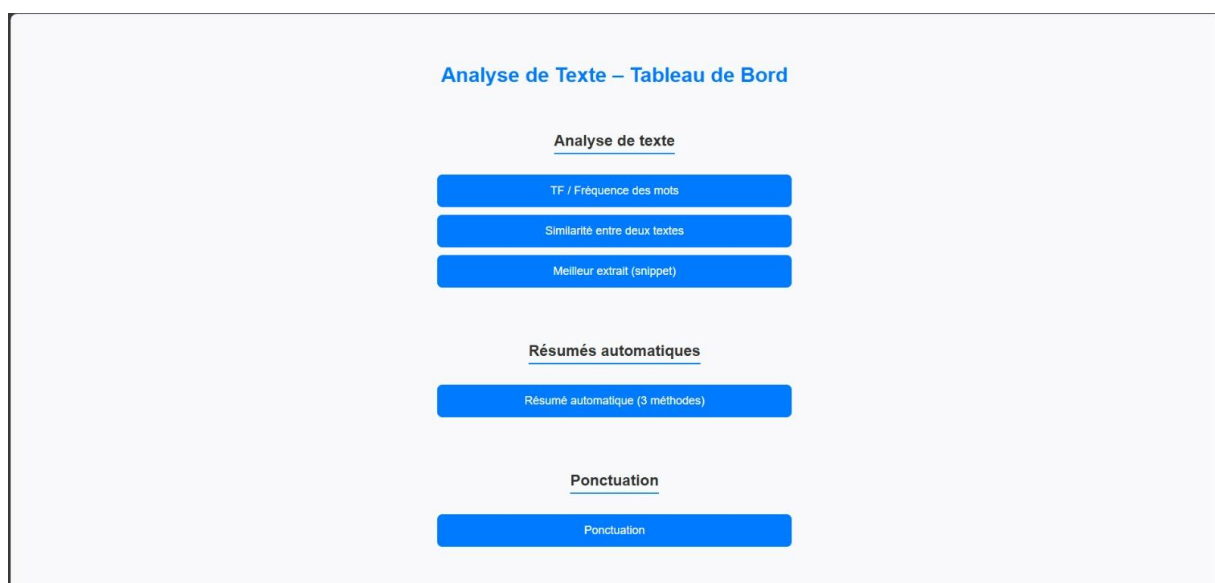 Analyse de Texte – Tableau de Bord
Analyse de texte
TF / Fréquence des mots
Similarité entre deux textes
Meilleur extrait (snippet)
Résumés automatiques
Résumé automatique (3 méthodes)
Ponctuation
Ponctuation